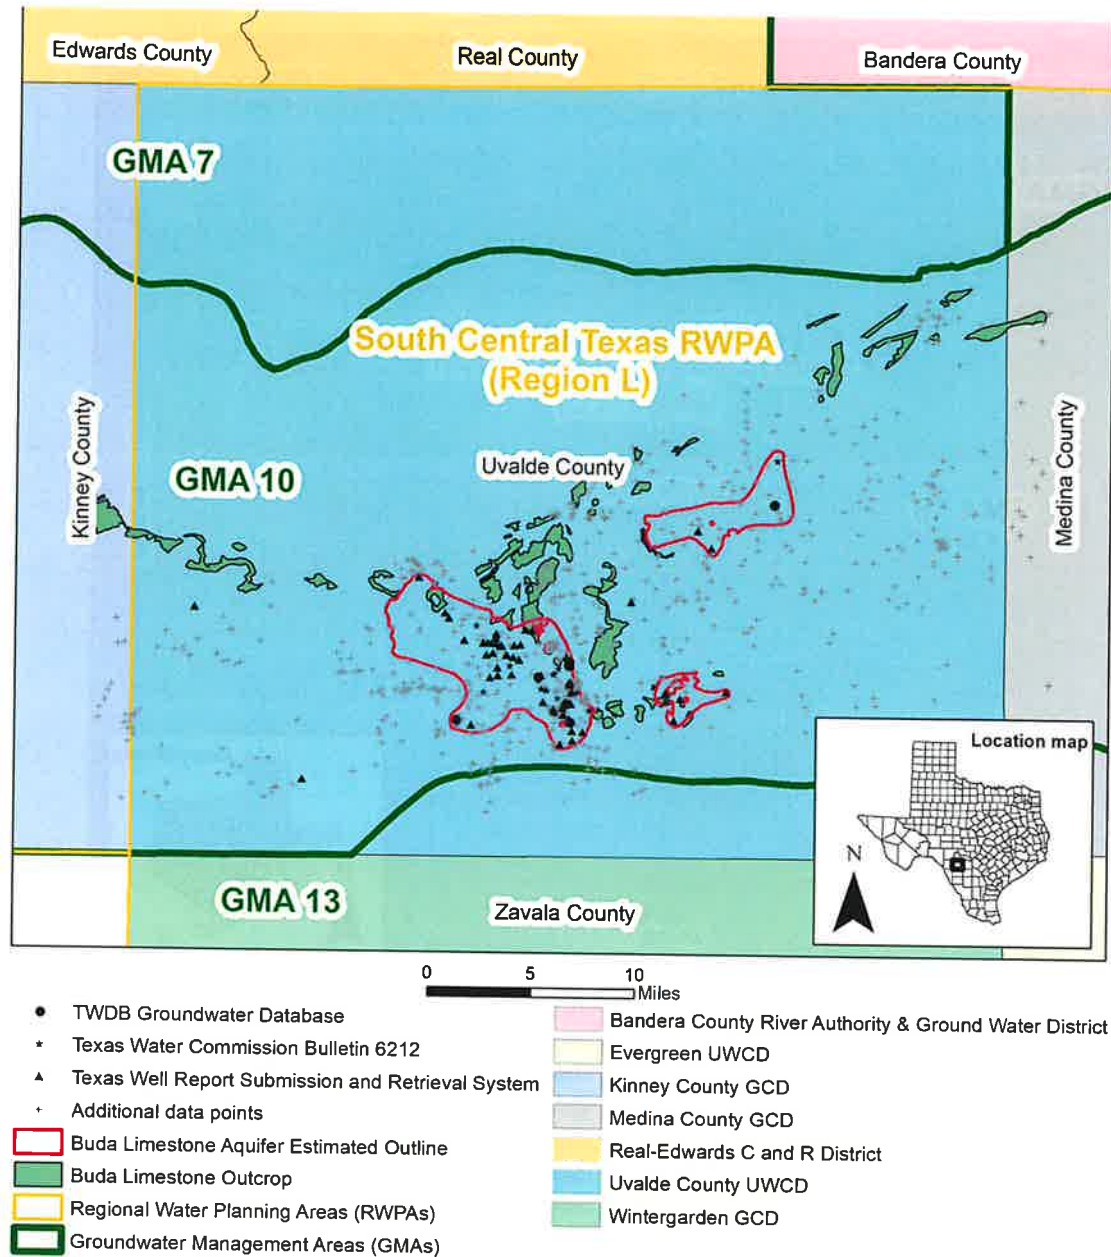 Edwards County
Real County
Bandera County
GMA 7
South Central Texas RWPA
(Region L)
Kinney County
Uvalde County
GMA 10
Medina County
Location map
N
GMA 13
Zavala County
0 5 10
Miles
TWDB Groundwater Database
Texas Water Commission Bulletin 6212
Texas Well Report Submission and Retrieval System
Additional data points
Buda Limestone Aquifer Estimated Outline
Buda Limestone Outcrop
Regional Water Planning Areas (RWPAs)
Groundwater Management Areas (GMAs)
Bandera County River Authority & Ground Water District
Evergreen UWCD
Kinney County GCD
Medina County GCD
Real-Edwards C and R District
Uvalde County UWCD
Wintergarden GCD